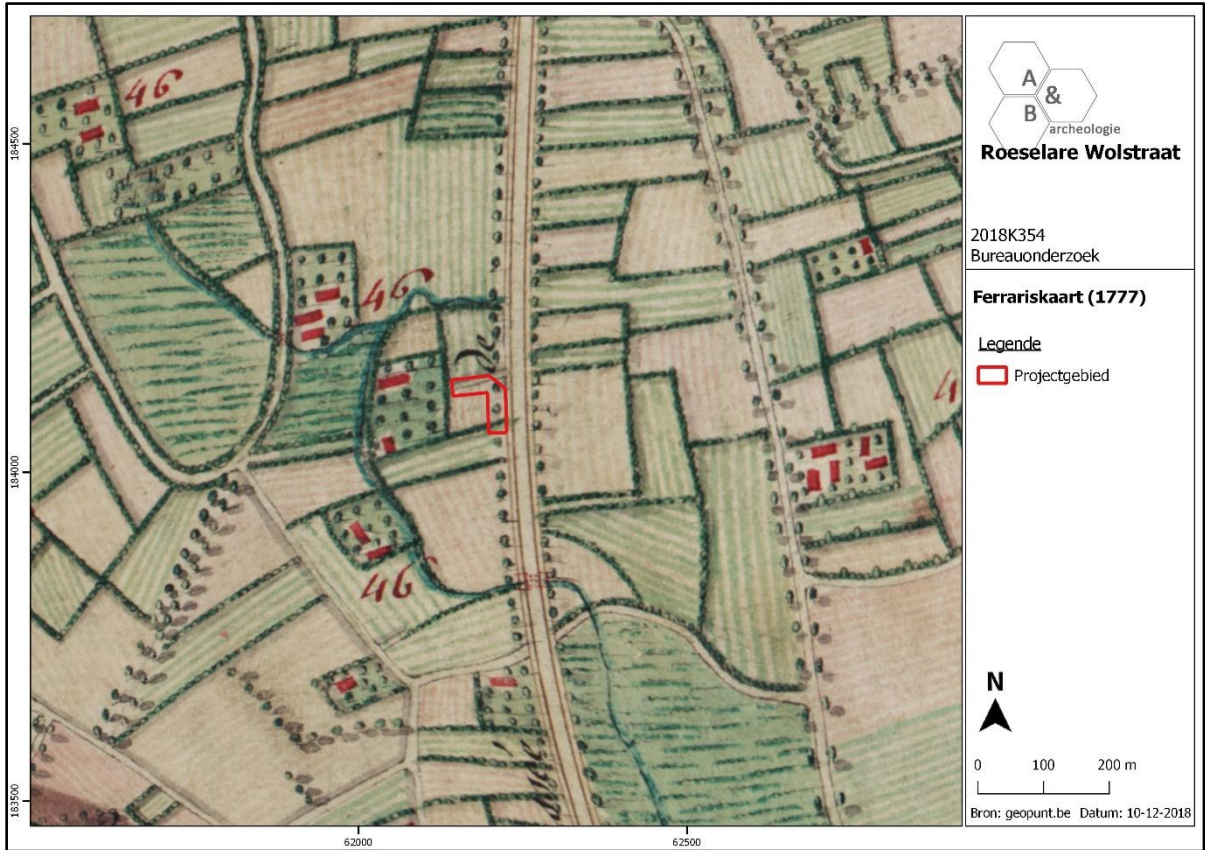 46
46
46
de
184500
184000
183500
62000
62500
A
&
B
archeologie
Roeselare Wolstraat
2018K354
Bureauonderzoek
Ferrariskaart (1777)
Legende
Projectgebied
N
0 100 200 m
Bron: geopunt.be Datum: 10-12-2018